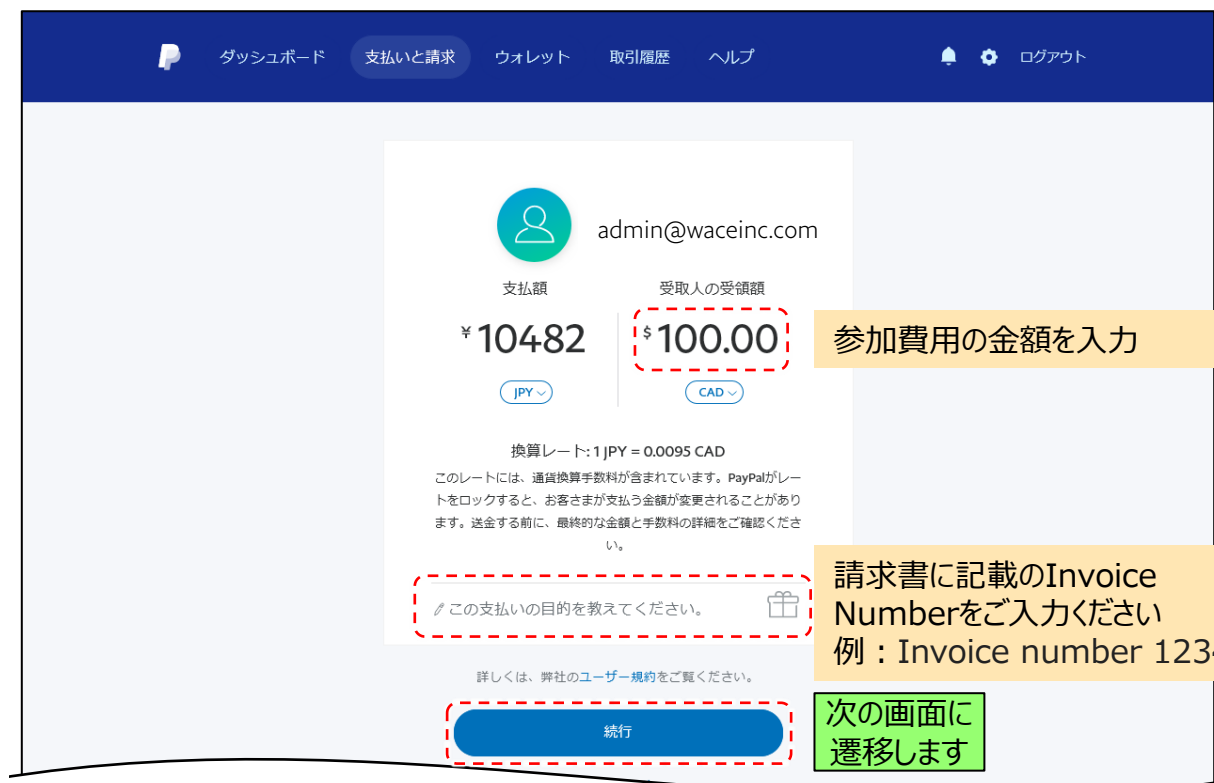 ダッシュボード 支払いと請求 ウォレット 取引履歴 ヘルプ ログアウト
admin@waceinc.com
支払額 受取人の受領額
¥10482 $100.00
参加費用の金額を入力
JPY CAD
換算レート: 1 JPY = 0.0095 CAD
このレートには、通貨換算手数料が含まれています。PayPalがレー
トをロックすると、お客さまが支払う金額が変更されることがあり
ます。送金する前に、最終的な金額と手数料の詳細をご確認くださ
い。
この支払いの目的を教えてください。
請求書に記載のInvoice
Numberをご入力ください
例：Invoice number 1234
詳しくは、弊社のユーザー規約をご覧ください。
続行
次の画面に
遷移します